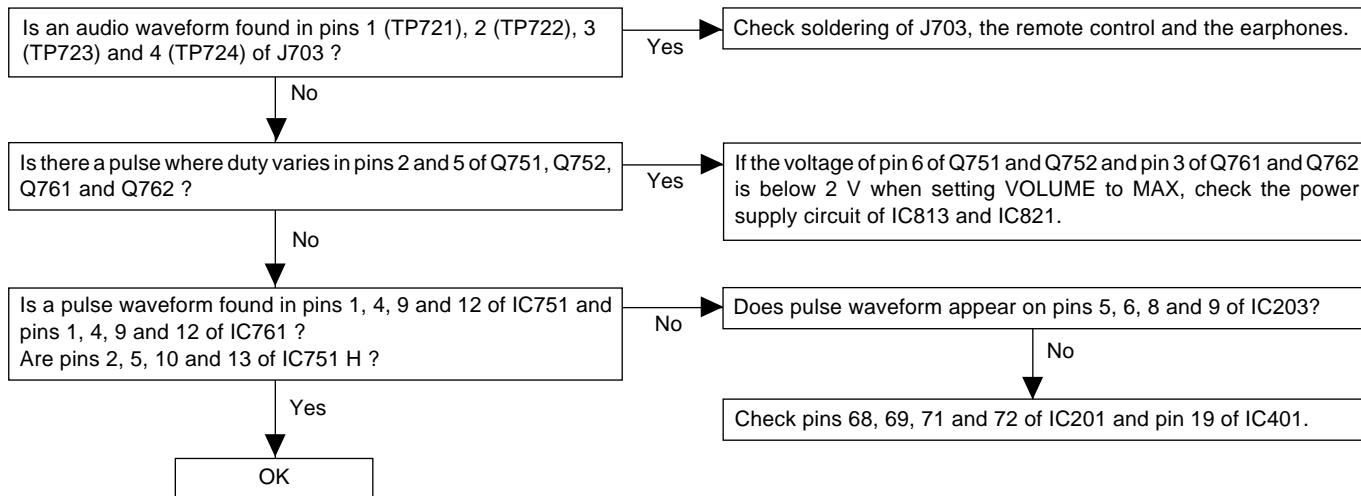 Is an audio waveform found in pins 1 (TP721), 2 (TP722), 3
(TP723) and 4 (TP724) of J703 ?
Yes
Check soldering of J703, the remote control and the earphones.
No
Is there a pulse where duty varies in pins 2 and 5 of Q751, Q752,
Q761 and Q762 ?
Yes
If the voltage of pin 6 of Q751 and Q752 and pin 3 of Q761 and Q762
is below 2 V when setting VOLUME to MAX, check the power
supply circuit of IC813 and IC821.
No
Is a pulse waveform found in pins 1, 4, 9 and 12 of IC751 and
pins 1, 4, 9 and 12 of IC761 ?
Are pins 2, 5, 10 and 13 of IC751 H ?
No
Does pulse waveform appear on pins 5, 6, 8 and 9 of IC203?
No
Check pins 68, 69, 71 and 72 of IC201 and pin 19 of IC401.
Yes
OK